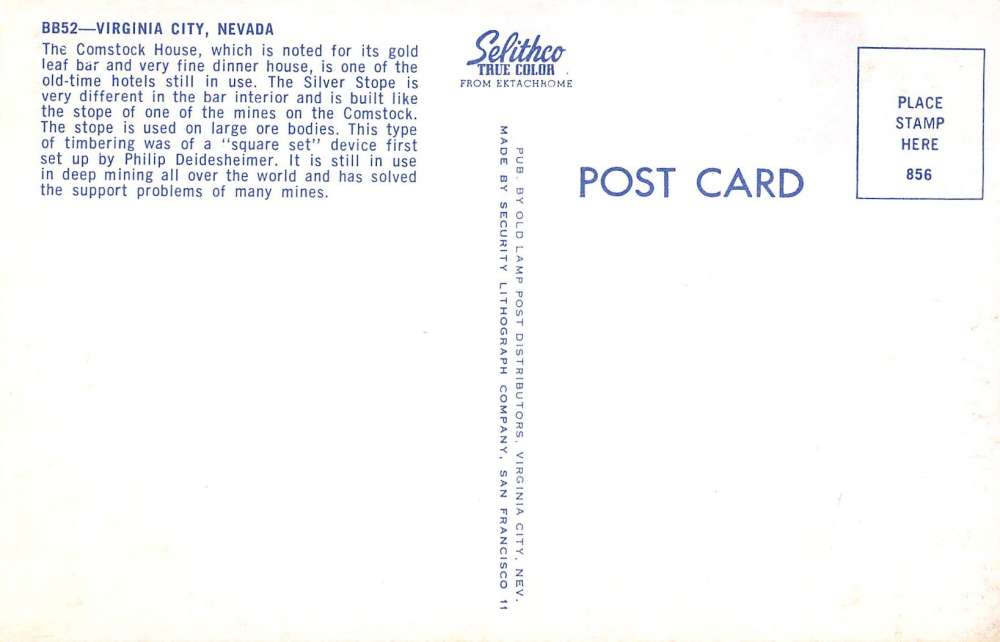 BB52—VIRGINIA CITY, NEVADA
The Comstock House, which is noted for its gold
leaf bar and very fine dinner house, is one of the
old-time hotels still in use. The Silver Stope is
very different in the bar interior and is built like
the stope of one of the mines on the Comstock.
The stope is used on large ore bodies. This type
of timbering was of a "square set" device first
set up by Philip Deidesheimer. It is still in use
in deep mining all over the world and has solved
the support problems of many mines.
Selithco
TRUE COLOR
FROM EKTACHROME
PUB. BY OLD LAMP POST DISTRIBUTORS, VIRGINIA CITY, NEV.
MADE BY SECURITY LITHOGRAPH COMPANY, SAN FRANCISCO 11
POST CARD
PLACE
STAMP
HERE
856